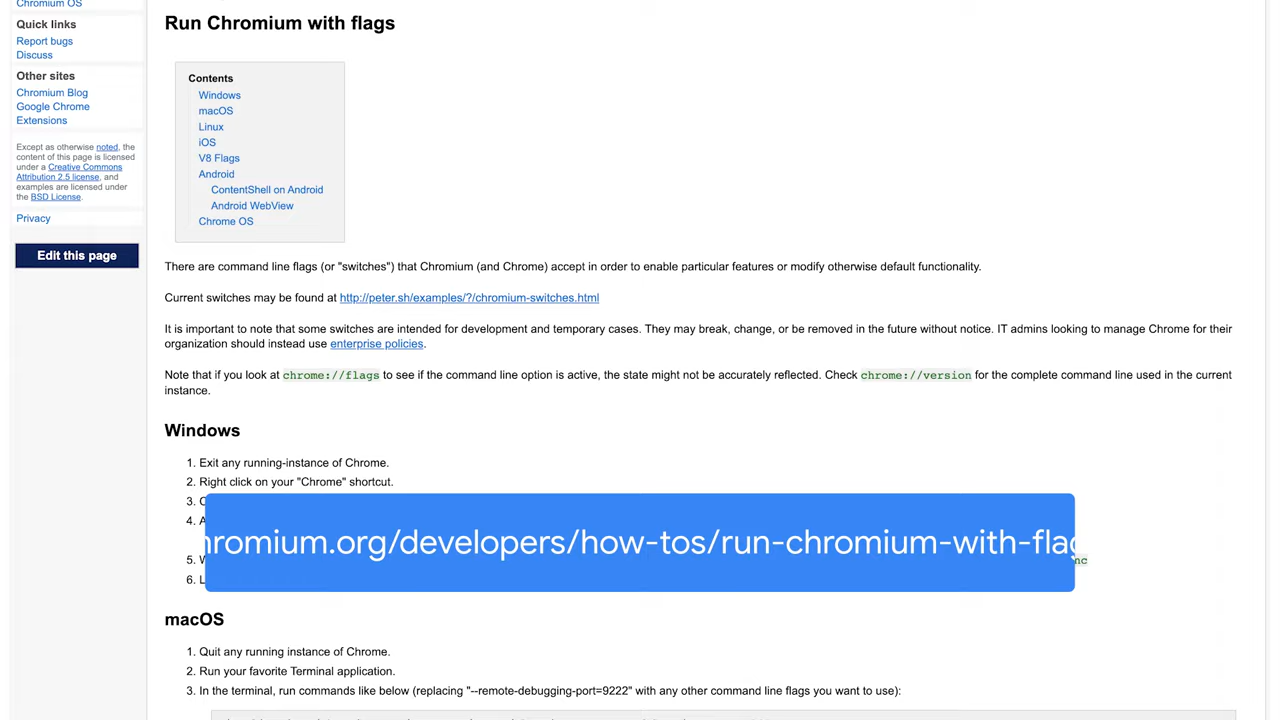 Chromium OS
Quick links
Report bugs
Discuss
Other sites
Chromium Blog
Google Chrome
Extensions
Except as otherwise noted, the
content of this page is licensed
under a Creative Commons
Attribution 2.5 license, and
examples are licensed under
the BSD License.
Privacy
Edit this page
Run Chromium with flags
Contents
Windows
macOS
Linux
iOS
V8 Flags
Android
ContentShell on Android
Android WebView
Chrome OS
There are command line flags (or "switches") that Chromium (and Chrome) accept in order to enable particular features or modify otherwise default functionality.
Current switches may be found at http://peter.sh/examples/?/chromium-switches.html
It is important to note that some switches are intended for development and temporary cases. They may break, change, or be removed in the future without notice. IT admins looking to manage Chrome for their
organization should instead use enterprise policies.
Note that if you look at chrome://flags to see if the command line option is active, the state might not be accurately reflected. Check chrome://version for the complete command line used in the current
instance.
Windows
1. Exit any running-instance of Chrome.
2. Right click on your "Chrome" shortcut.
3.
4.
hromium.org/developers/how-tos/run-chromium-with-flag
5.
6.
macOS
1. Quit any running instance of Chrome.
2. Run your favorite Terminal application.
3. In the terminal, run commands like below (replacing "--remote-debugging-port=9222" with any other command line flags you want to use):